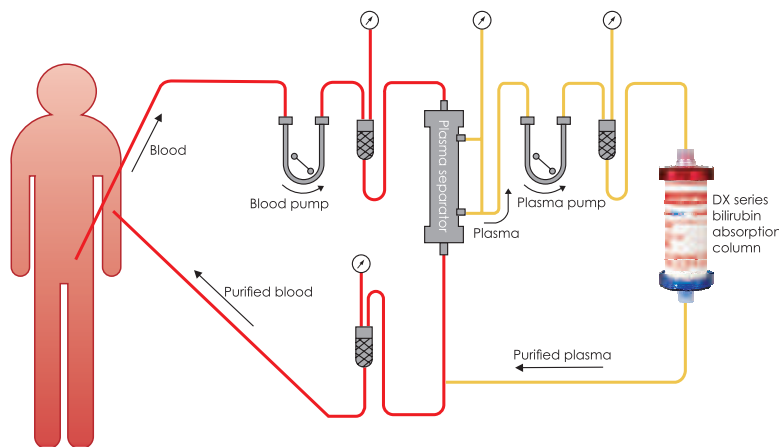 Blood
Blood pump
Plasma separator
Plasma
Plasma pump
DX series
bilirubin
absorption
column
Purified blood
Purified plasma